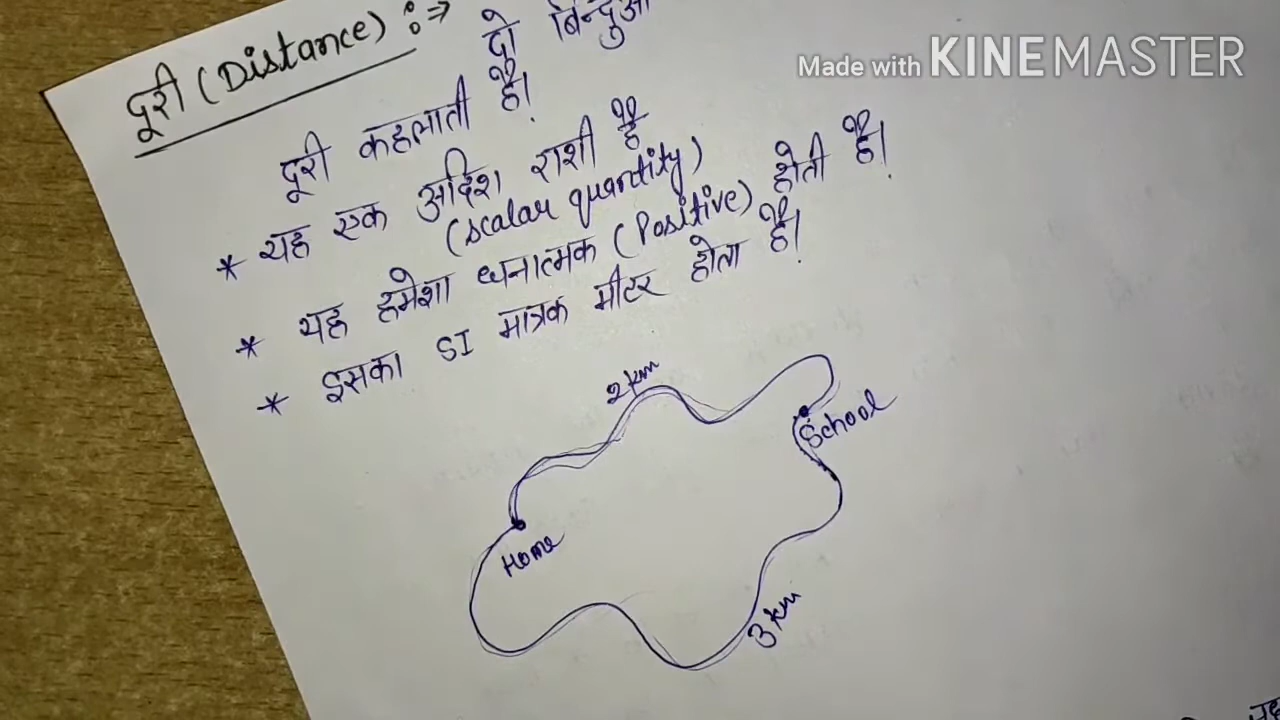 Made with KINEMASTER
दूरी (Distance) :⇒
दो बिन्दुओ
दूरी कहलाती है।
* यह एक अदिश राशी है
(scalar quantity)
* यह हमेशा धनात्मक (Positive) होती है।
* इसका SI मात्रक मीटर होता है।
2 km
School
Home
3 km